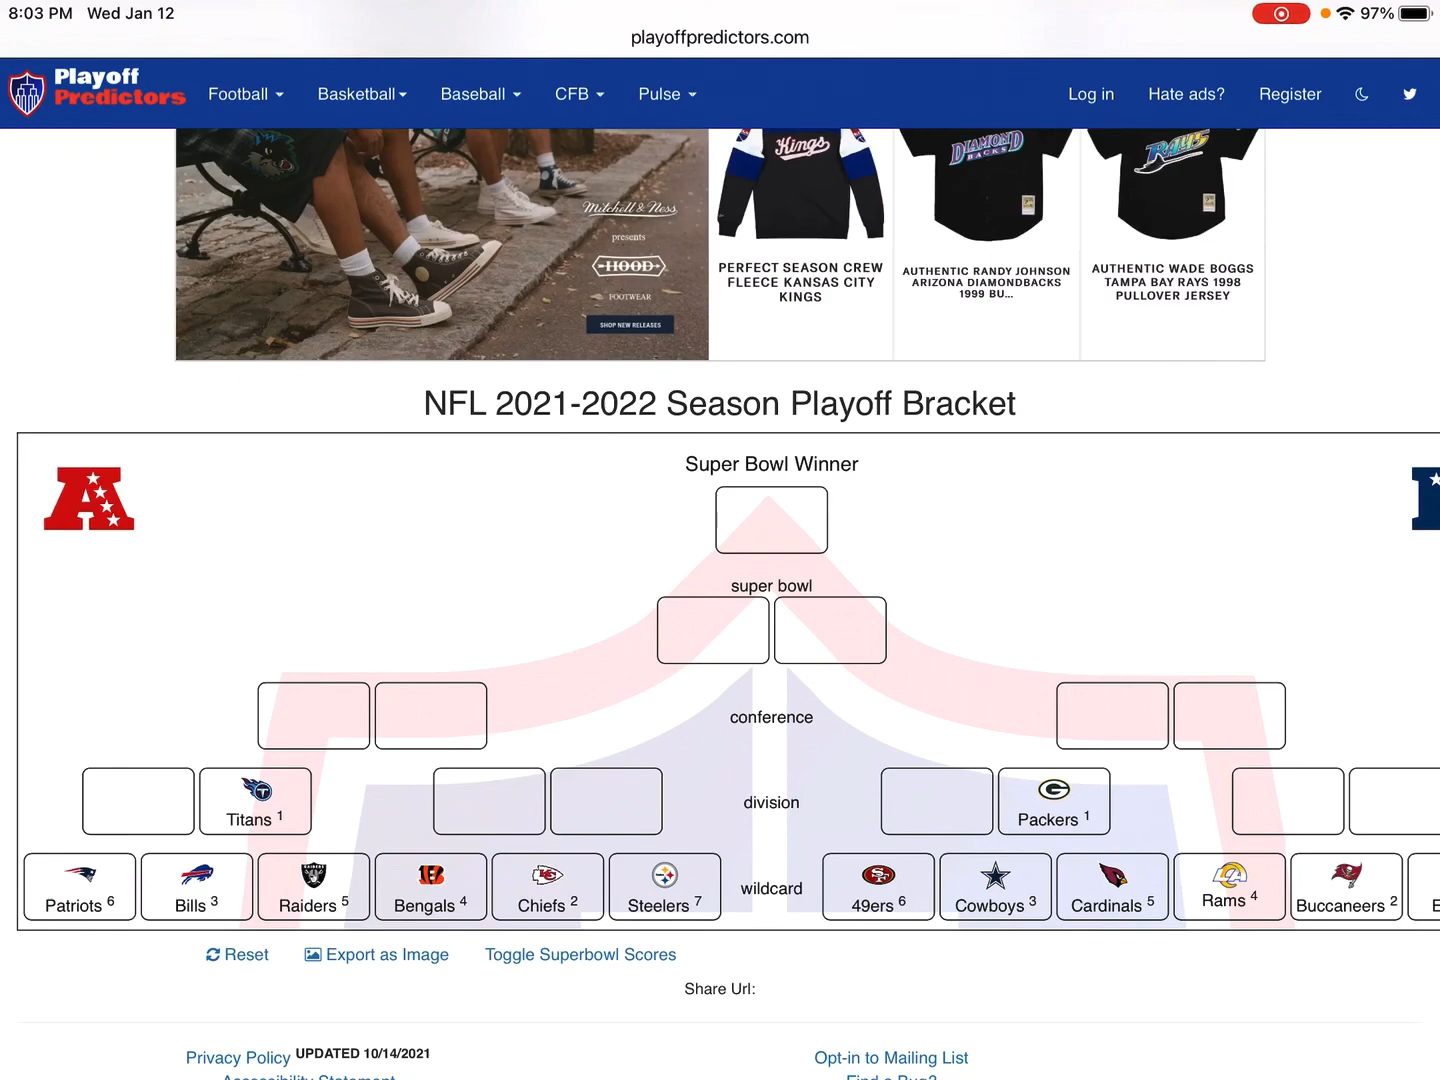 8:03 PM Wed Jan 12
97%
playoffpredictors.com
Playoff
Predictors
Football
Basketball
Baseball
CFB
Pulse
Log in
Hate ads?
Register
Mitchell & Ness
presents
HOOD
FOOTWEAR
SHOP NEW RELEASES
Kings
PERFECT SEASON CREW
FLEECE KANSAS CITY
KINGS
DIAMOND
BACKS
AUTHENTIC RANDY JOHNSON
ARIZONA DIAMONDBACKS
1999 BU...
RAYS
AUTHENTIC WADE BOGGS
TAMPA BAY RAYS 1998
PULLOVER JERSEY
NFL 2021-2022 Season Playoff Bracket
A
Super Bowl Winner
super bowl
conference
Titans 1
division
Packers 1
Patriots 6
Bills 3
Raiders 5
Bengals 4
Chiefs 2
Steelers 7
wildcard
49ers 6
Cowboys 3
Cardinals 5
Rams 4
Buccaneers 2
E
Reset
Export as Image
Toggle Superbowl Scores
Share Url:
Privacy Policy UPDATED 10/14/2021
Opt-in to Mailing List
Accessibility Statement
Find a Bug?